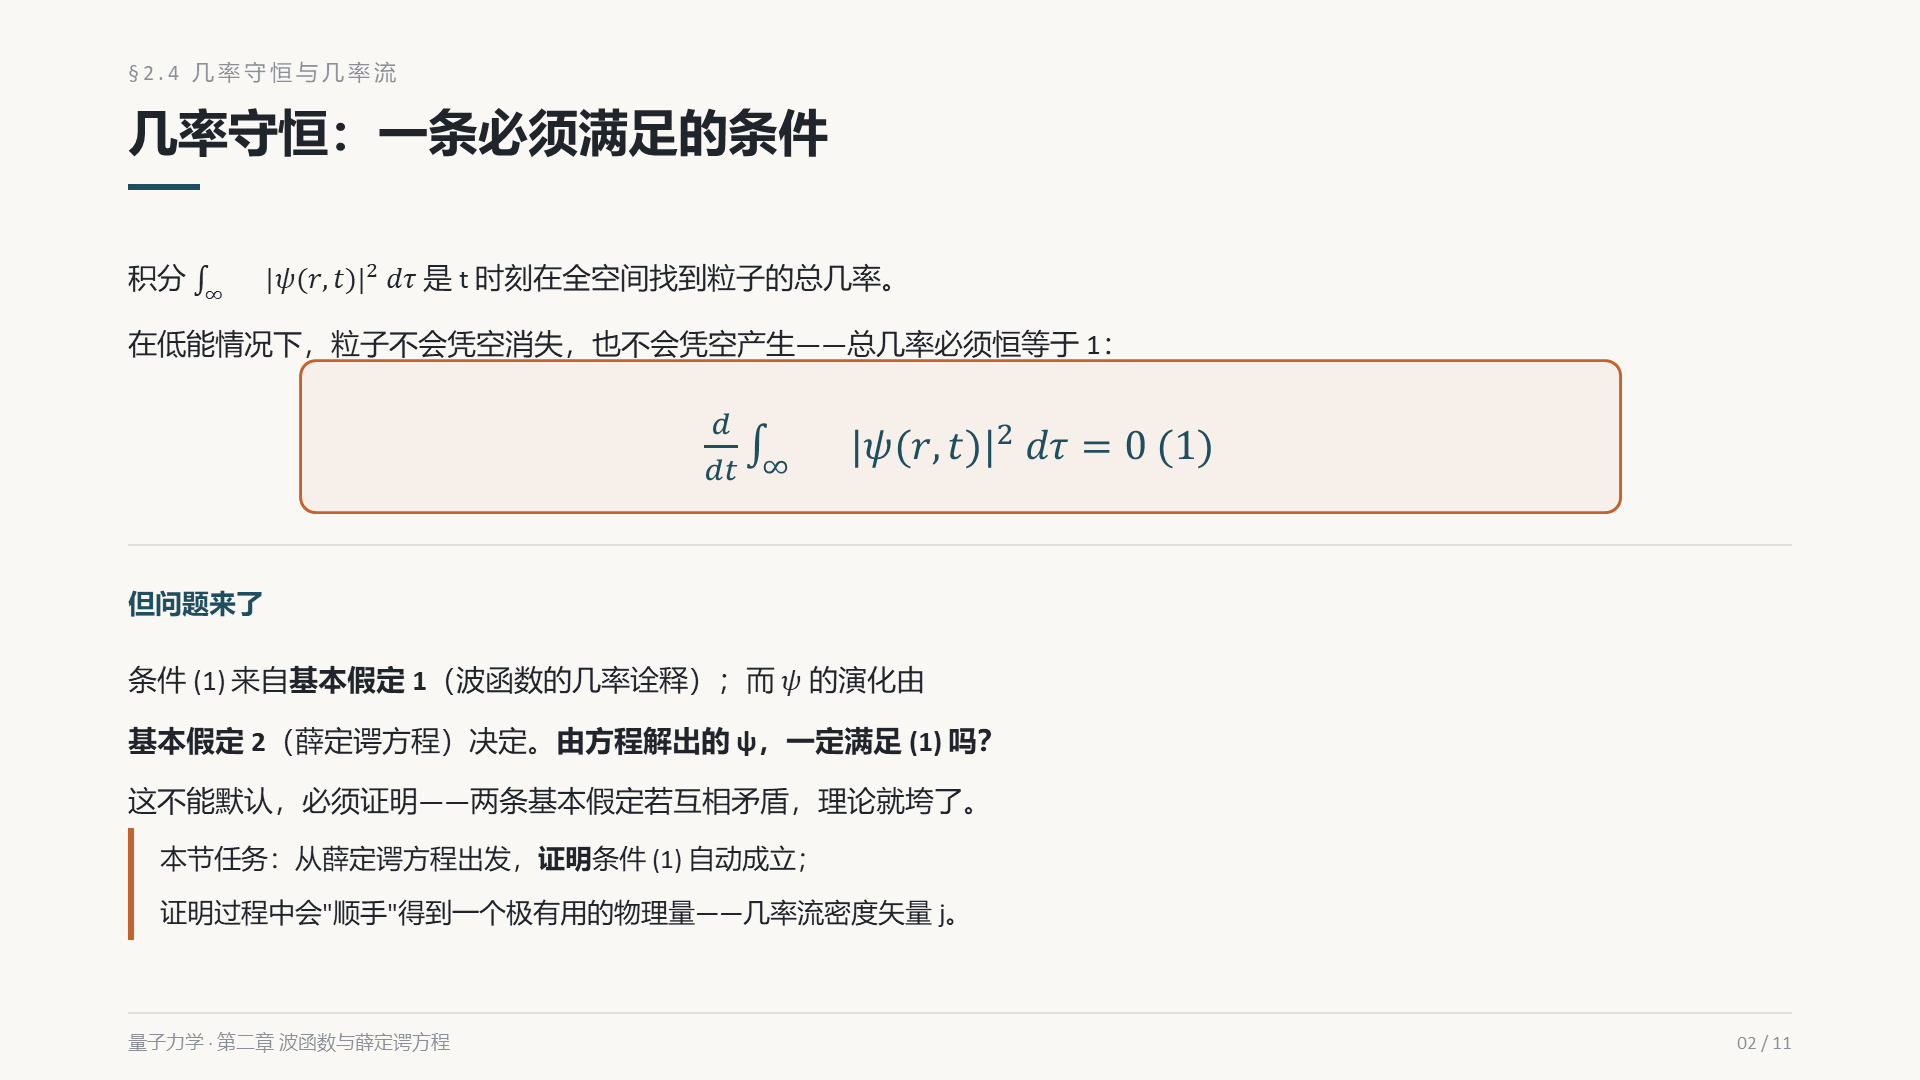 §2.4 几率守恒与几率流
几率守恒：一条必须满足的条件
积分 ∫∞ |ψ(r,t)|² dτ 是 t 时刻在全空间找到粒子的总几率。
在低能情况下，粒子不会凭空消失，也不会凭空产生——总几率必须恒等于 1：
d/dt ∫∞ |ψ(r,t)|² dτ = 0 (1)
但问题来了
条件 (1) 来自基本假定 1（波函数的几率诠释）；而 ψ 的演化由
基本假定 2（薛定谔方程）决定。由方程解出的 ψ，一定满足 (1) 吗？
这不能默认，必须证明——两条基本假定若互相矛盾，理论就垮了。
本节任务：从薛定谔方程出发，证明条件 (1) 自动成立；
证明过程中会"顺手"得到一个极有用的物理量——几率流密度矢量 j。
量子力学 · 第二章 波函数与薛定谔方程
02 / 11